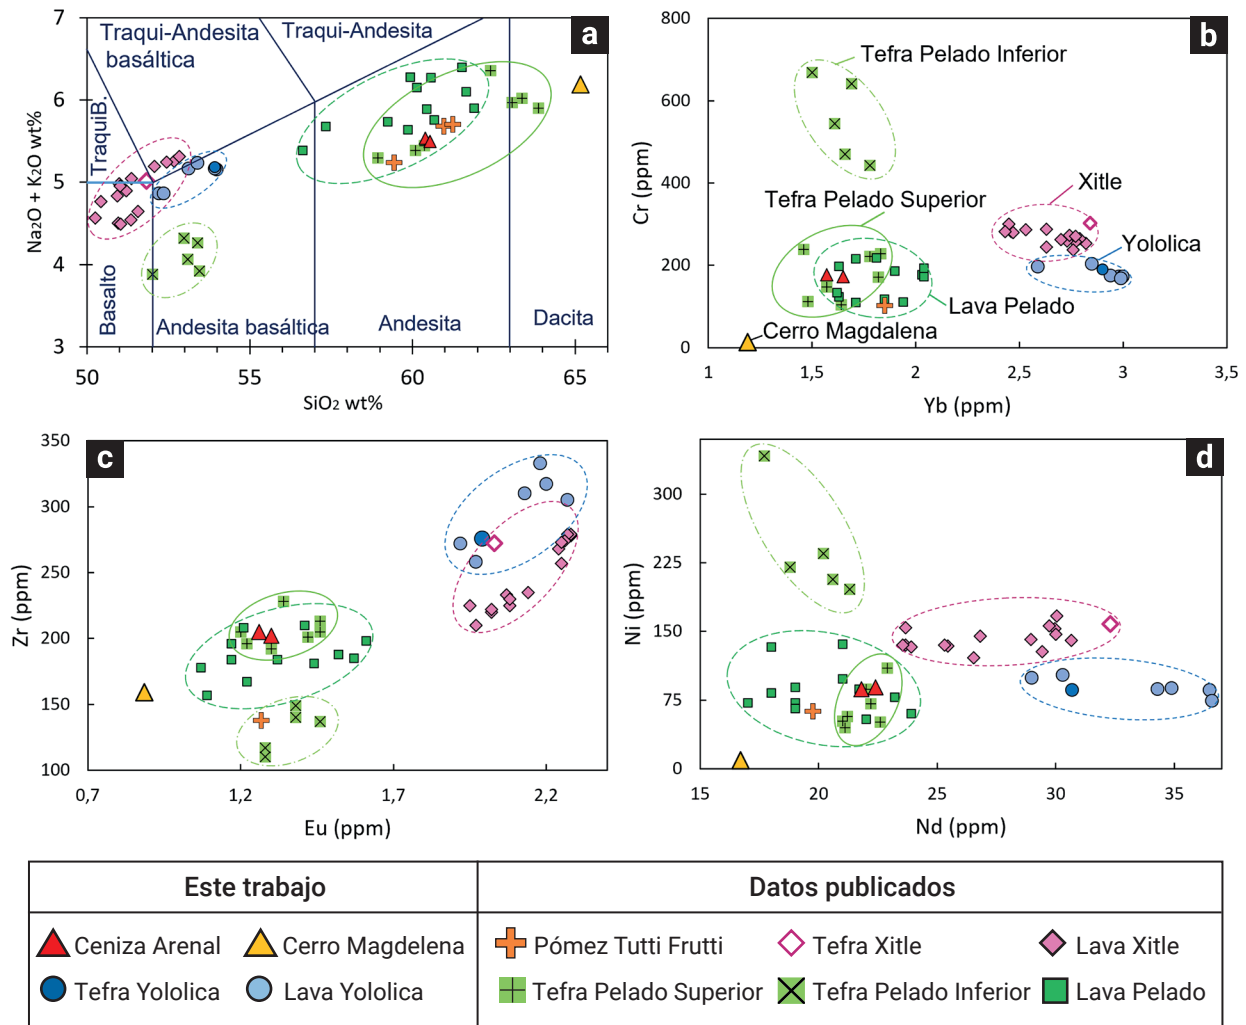 a
Traqui-Andesita
basáltica
Traqui-Andesita
TraquiB.
Basalto
Andesita basáltica
Andesita
Dacita
7
6
5
4
3
50
55
60
65
Na2O + K2O wt%
SiO2 wt%
b
Tefra Pelado Inferior
Xitle
Tefra Pelado Superior
Yololica
Lava Pelado
Cerro Magdalena
800
600
400
200
0
1
1,5
2
2,5
3
3,5
Cr (ppm)
Yb (ppm)
c
350
300
250
200
150
100
0,7
1,2
1,7
2,2
Zr (ppm)
Eu (ppm)
d
300
225
150
75
0
15
20
25
30
35
Ni (ppm)
Nd (ppm)
Este trabajo
Datos publicados
Ceniza Arenal
Cerro Magdelena
Pómez Tutti Frutti
Tefra Xitle
Lava Xitle
Tefra Yololica
Lava Yololica
Tefra Pelado Superior
Tefra Pelado Inferior
Lava Pelado